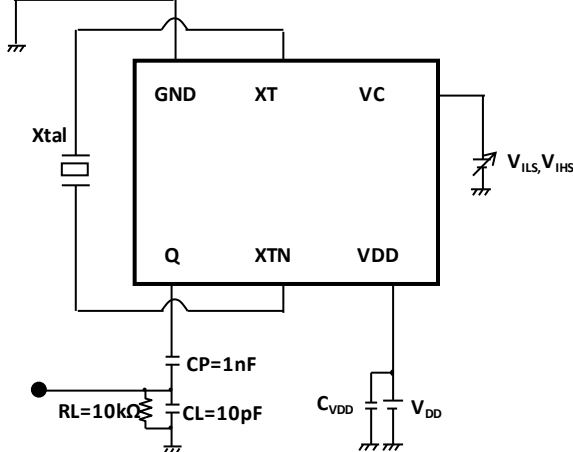 GND XT VC
Xtal
V_ILS,V_IHS
Q XTN VDD
CP=1nF
RL=10kΩ CL=10pF
C_VDD V_DD